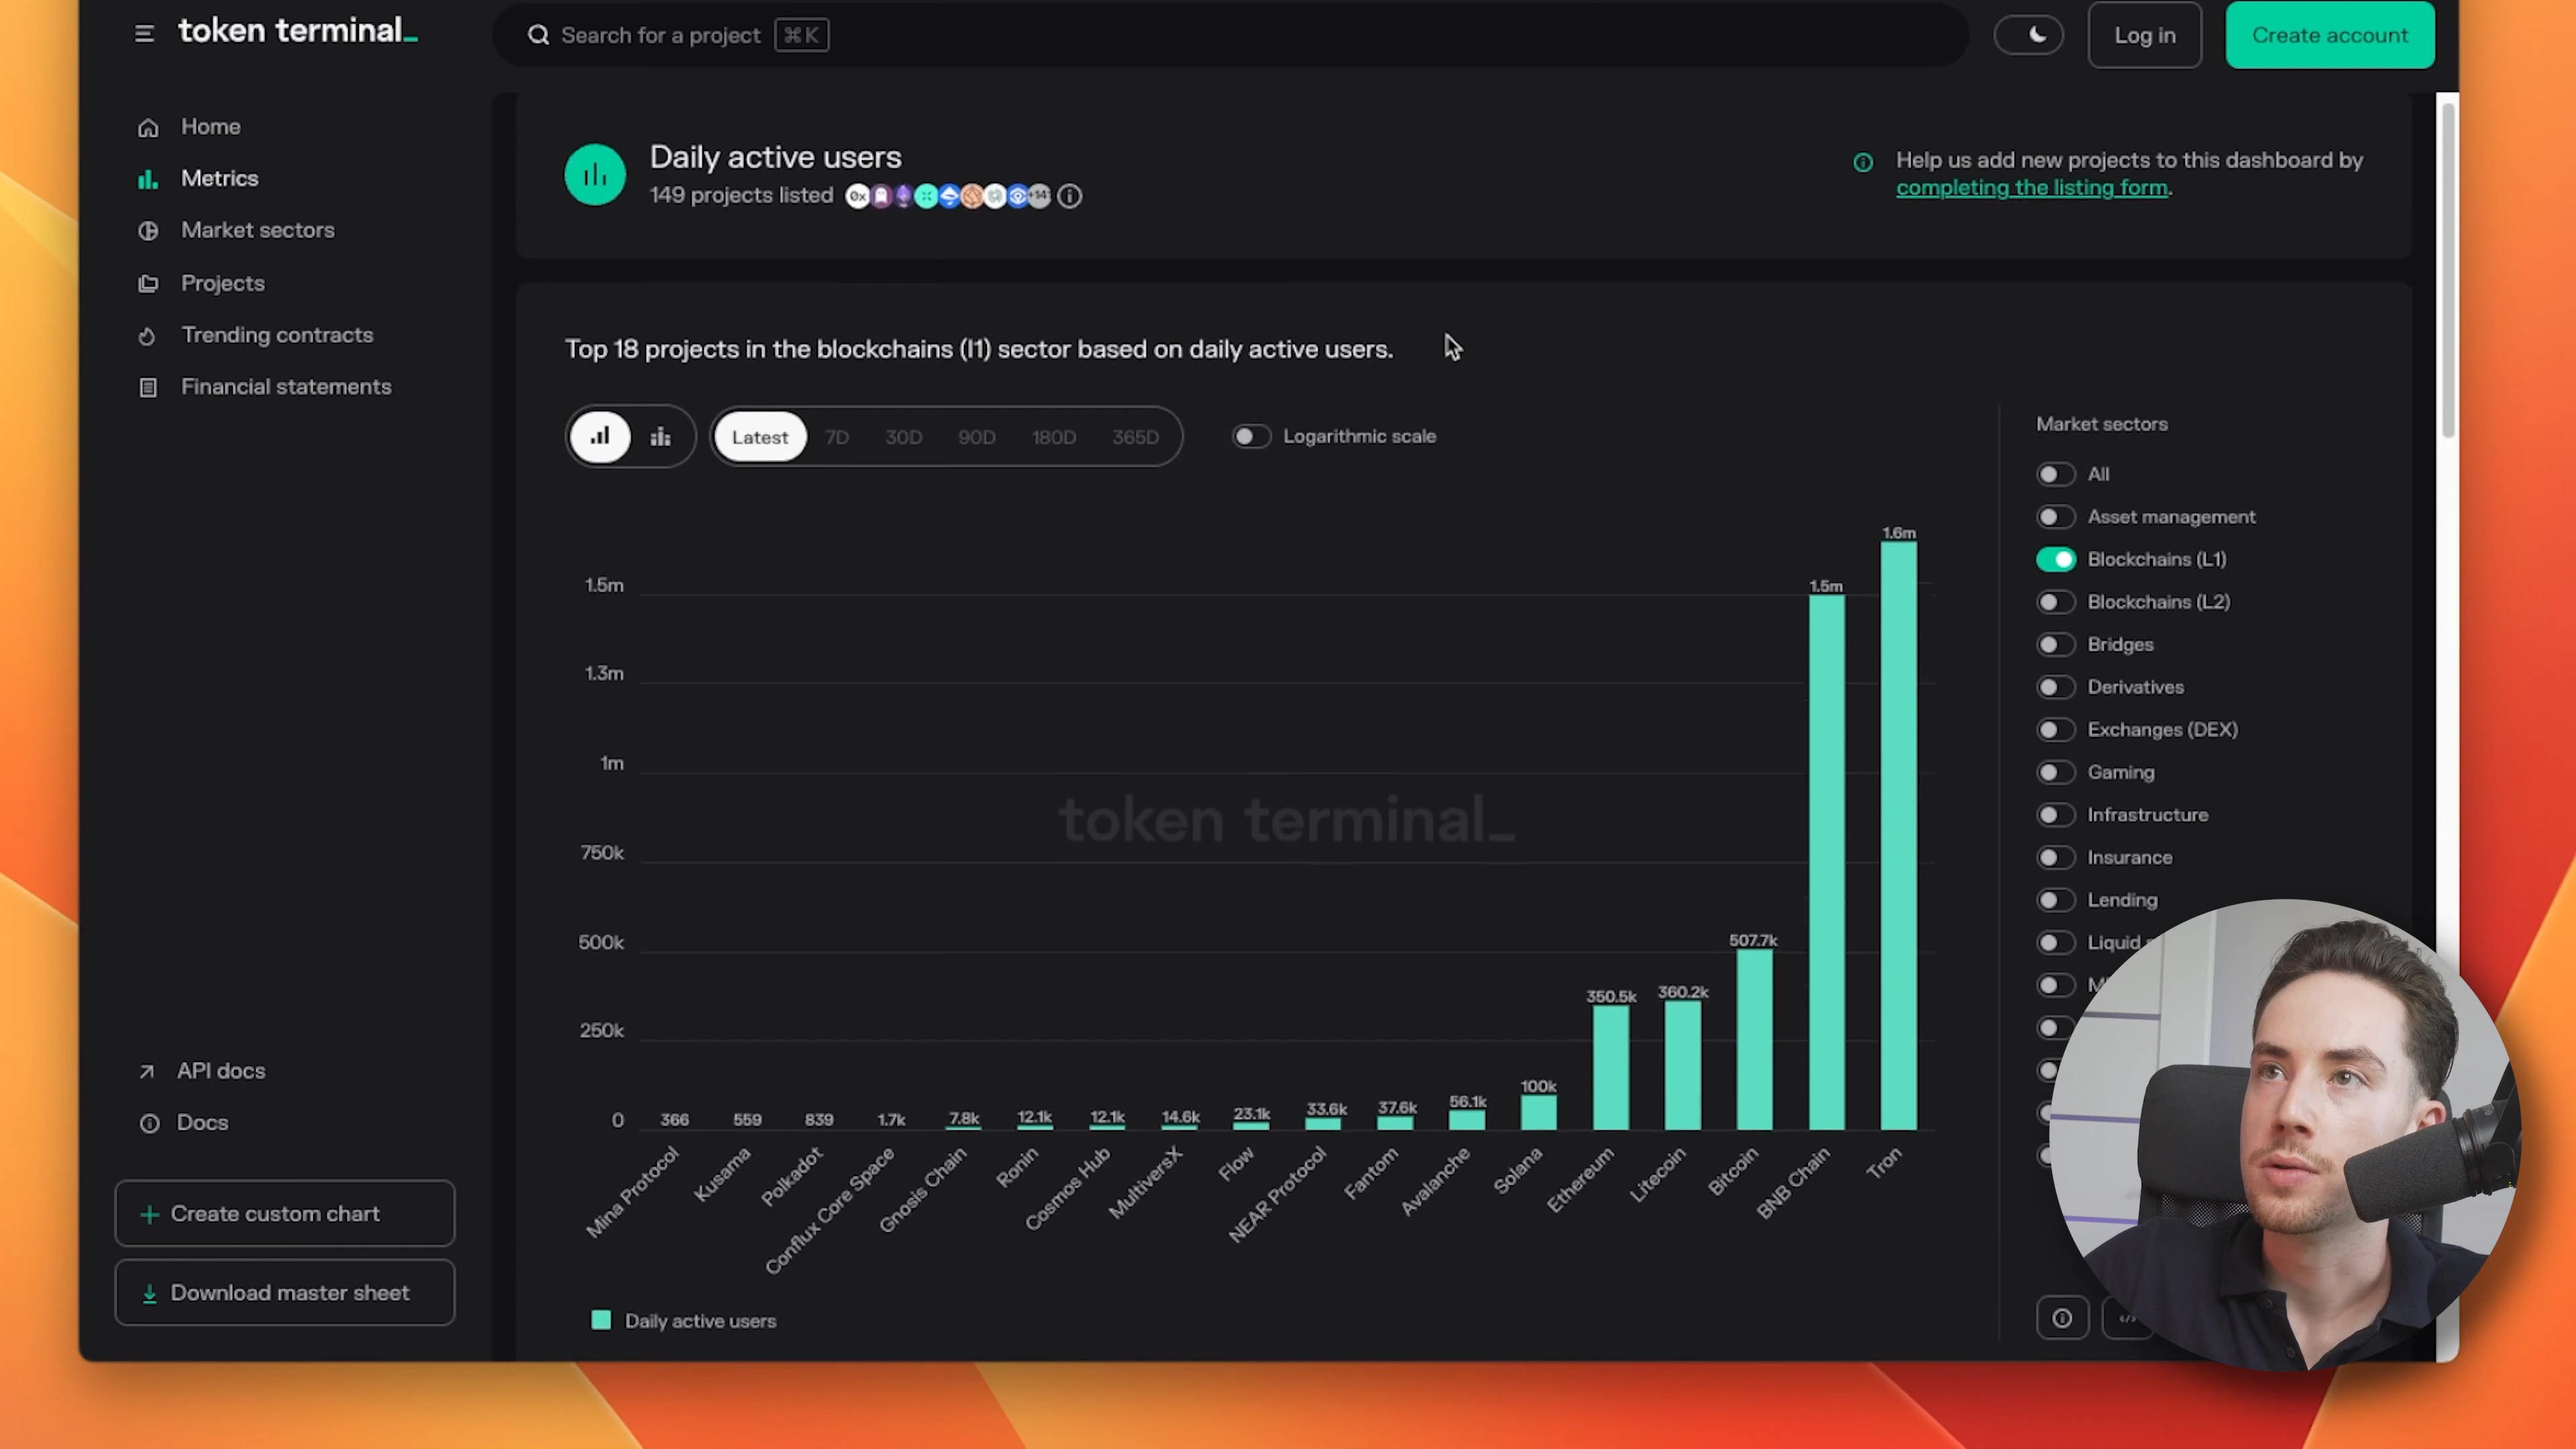 token terminal_
Search for a project ⌘ K
Log in
Create account
Home
Metrics
Market sectors
Projects
Trending contracts
Financial statements
API docs
Docs
Create custom chart
Download master sheet
Daily active users
149 projects listed
0x
+141
Help us add new projects to this dashboard by
completing the listing form.
Top 18 projects in the blockchains (l1) sector based on daily active users.
Latest 7D 30D 90D 180D 365D
Logarithmic scale
1.5m
1.3m
1m
750k
500k
250k
0
token terminal_
366
559
839
1.7k
7.8k
12.1k
12.1k
14.6k
23.1k
33.6k
37.6k
56.1k
100k
350.5k
360.2k
507.7k
1.5m
1.6m
Mina Protocol
Kusama
Polkadot
Conflux Core Space
Gnosis Chain
Ronin
Cosmos Hub
MultiversX
Flow
NEAR Protocol
Fantom
Avalanche
Solana
Ethereum
Litecoin
Bitcoin
BNB Chain
Tron
Daily active users
Market sectors
All
Asset management
Blockchains (L1)
Blockchains (L2)
Bridges
Derivatives
Exchanges (DEX)
Gaming
Infrastructure
Insurance
Lending
Liquid